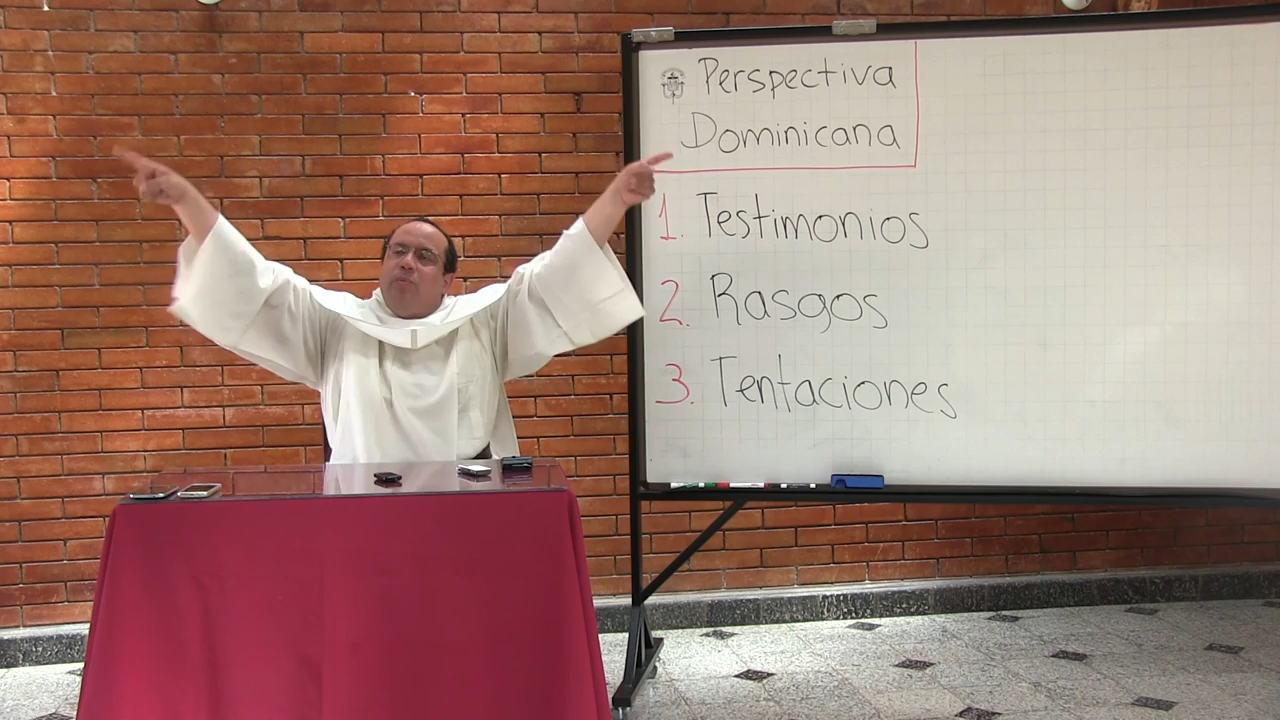 Perspectiva
Dominicana
1. Testimonios
2. Rasgos
3. Tentaciones